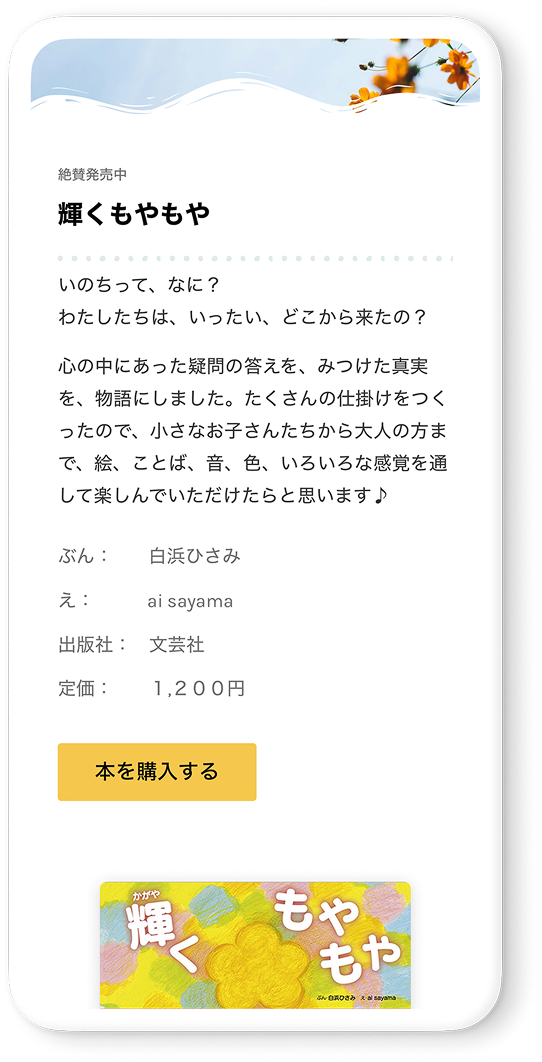 絶賛発売中
輝くもやもや
いのちって、なに？
わたしたちは、いったい、どこから来たの？
心の中にあった疑問の答えを、みつけた真実
を、物語にしました。たくさんの仕掛けをつく
ったので、小さなお子さんたちから大人の方ま
で、絵、ことば、音、色、いろいろな感覚を通
して楽しんでいただけたらと思います♪
ぶん：　　白浜ひさみ
え：　　　ai sayama
出版社：　文芸社
定価：　　１,２００円
本を購入する
かがや
輝く
もやもや
ぶん 白浜ひさみ　え ai sayama